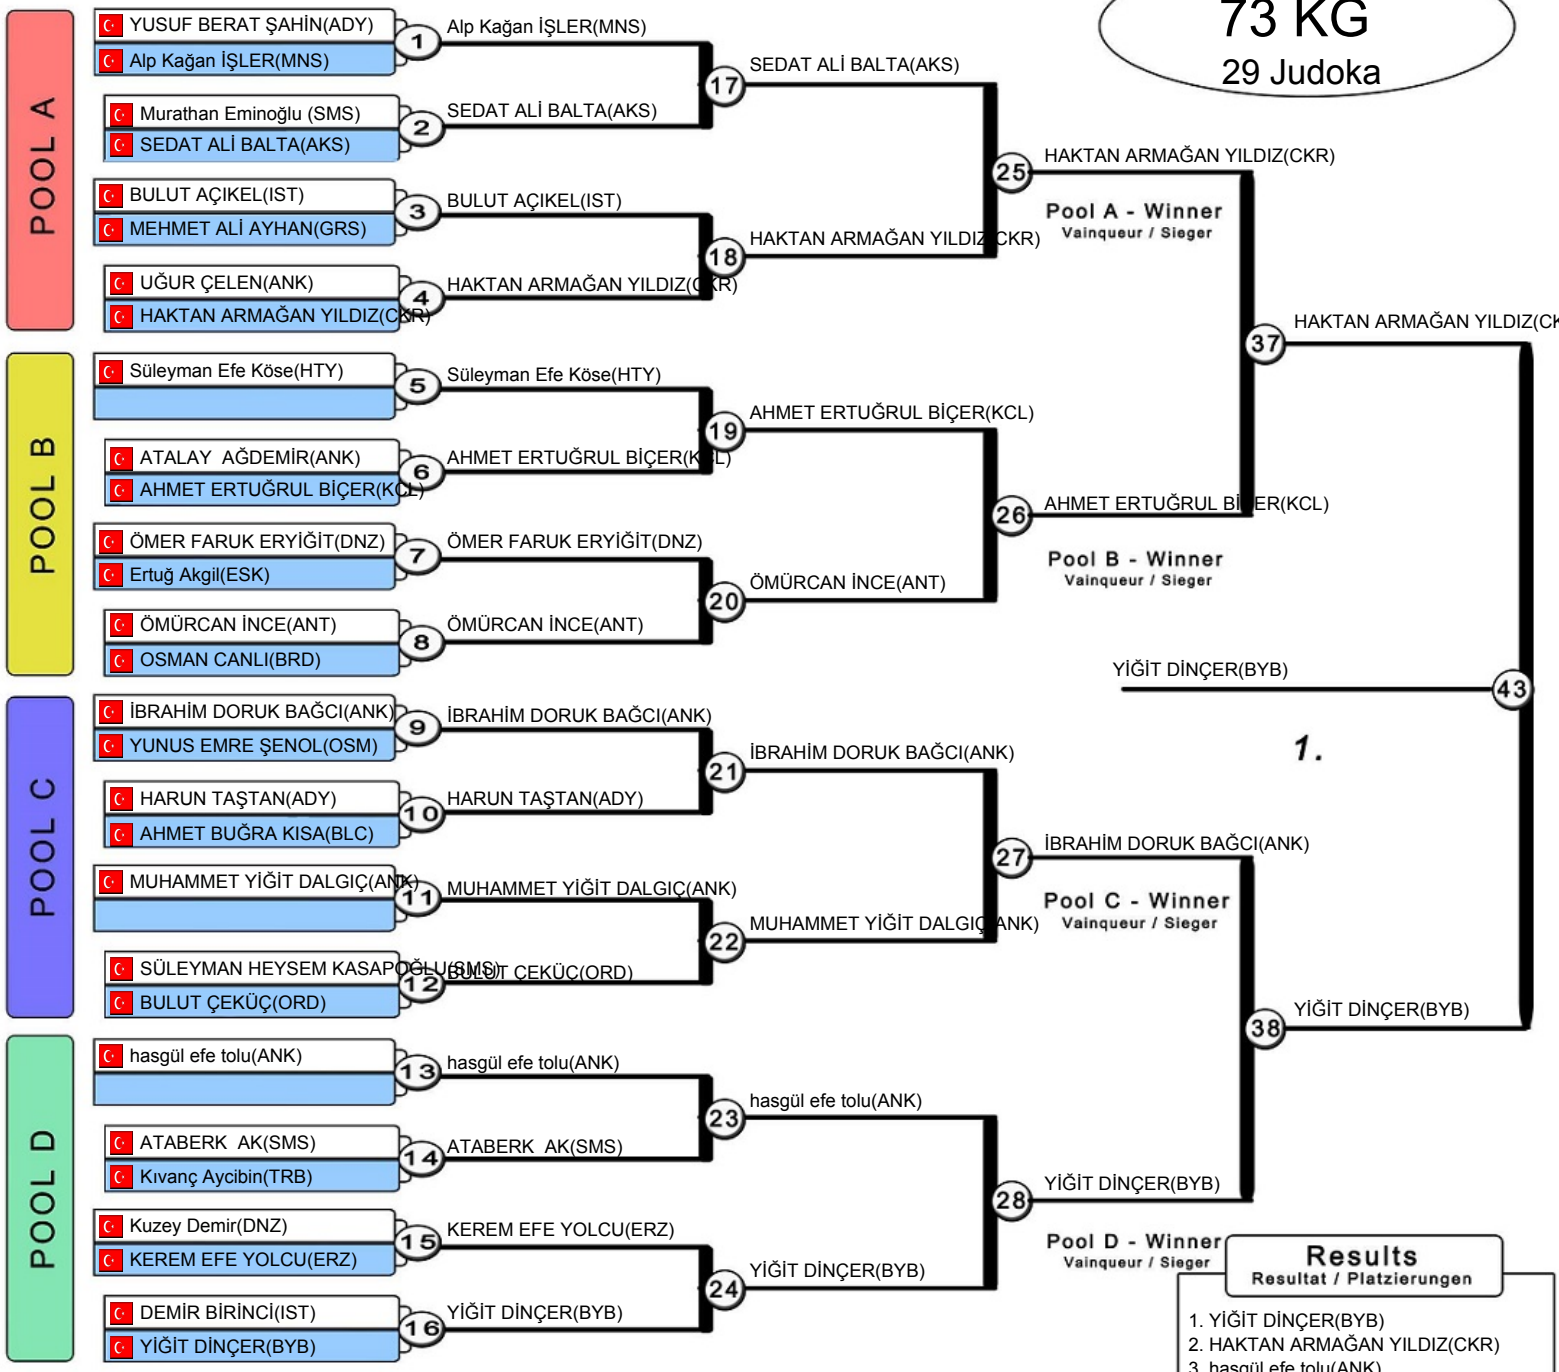 73 KG
29 Judoka
POOL A
YUSUF BERAT ŞAHİN(ADY)
Alp Kağan İŞLER(MNS)
1
Murathan Eminoğlu (SMS)
SEDAT ALİ BALTA(AKS)
2
BULUT AÇIKEL(IST)
MEHMET ALİ AYHAN(GRS)
3
UĞUR ÇELEN(ANK)
HAKTAN ARMAĞAN YILDIZ(CKR)
4
POOL B
Süleyman Efe Köse(HTY)
5
ATALAY  AĞDEMİR(ANK)
AHMET ERTUĞRUL BİÇER(KCL)
6
ÖMER FARUK ERYİĞİT(DNZ)
Ertuğ Akgil(ESK)
7
ÖMÜRCAN İNCE(ANT)
OSMAN CANLI(BRD)
8
POOL C
İBRAHİM DORUK BAĞCI(ANK)
YUNUS EMRE ŞENOL(OSM)
9
HARUN TAŞTAN(ADY)
AHMET BUĞRA KISA(BLC)
10
MUHAMMET YİĞİT DALGIÇ(ANK)
11
SÜLEYMAN HEYSEM KASAPOĞLU(SMS)
BULUT ÇEKÜÇ(ORD)
12
POOL D
hasgül efe tolu(ANK)
13
ATABERK  AK(SMS)
Kıvanç Aycibin(TRB)
14
Kuzey Demir(DNZ)
KEREM EFE YOLCU(ERZ)
15
DEMİR BİRİNCİ(IST)
YİĞİT DİNÇER(BYB)
16
Alp Kağan İŞLER(MNS)
SEDAT ALİ BALTA(AKS)
17
BULUT AÇIKEL(IST)
HAKTAN ARMAĞAN YILDIZ(CKR)
18
Süleyman Efe Köse(HTY)
AHMET ERTUĞRUL BİÇER(KCL)
19
ÖMER FARUK ERYİĞİT(DNZ)
ÖMÜRCAN İNCE(ANT)
20
İBRAHİM DORUK BAĞCI(ANK)
HARUN TAŞTAN(ADY)
21
MUHAMMET YİĞİT DALGIÇ(ANK)
BULUT ÇEKÜÇ(ORD)
22
hasgül efe tolu(ANK)
ATABERK  AK(SMS)
23
KEREM EFE YOLCU(ERZ)
YİĞİT DİNÇER(BYB)
24
SEDAT ALİ BALTA(AKS)
HAKTAN ARMAĞAN YILDIZ(CKR)
25
AHMET ERTUĞRUL BİÇER(KCL)
ÖMÜRCAN İNCE(ANT)
26
İBRAHİM DORUK BAĞCI(ANK)
MUHAMMET YİĞİT DALGIÇ(ANK)
27
hasgül efe tolu(ANK)
YİĞİT DİNÇER(BYB)
28
HAKTAN ARMAĞAN YILDIZ(CKR)
Pool A - Winner
Vainqueur / Sieger
AHMET ERTUĞRUL BİÇER(KCL)
Pool B - Winner
Vainqueur / Sieger
37
İBRAHİM DORUK BAĞCI(ANK)
Pool C - Winner
Vainqueur / Sieger
YİĞİT DİNÇER(BYB)
Pool D - Winner
Vainqueur / Sieger
38
HAKTAN ARMAĞAN YILDIZ(CK
YİĞİT DİNÇER(BYB)
43
YİĞİT DİNÇER(BYB)
1.
Results
Resultat / Platzierungen
1. YİĞİT DİNÇER(BYB)
2. HAKTAN ARMAĞAN YILDIZ(CKR)
3. hasgül efe tolu(ANK)